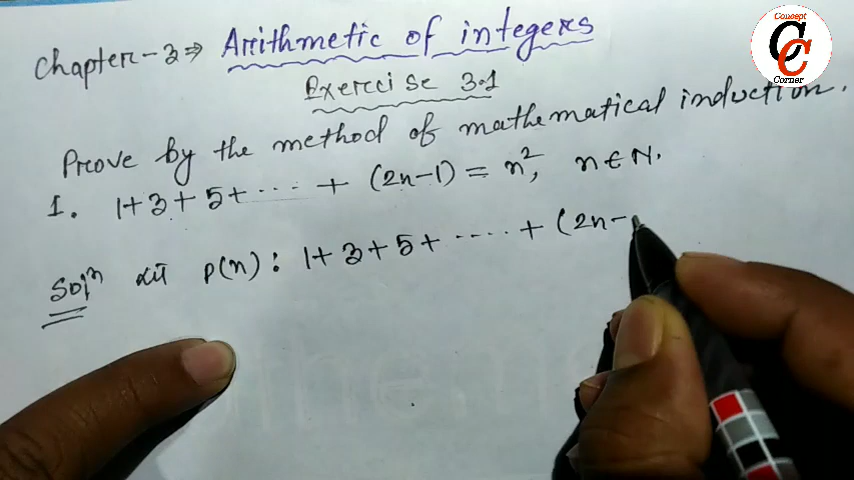 Concept
CC
Corner
Chapter-3⇒ Arithmetic of integers
Exercise 3.1
Prove by the method of mathmatical induction.
1. 1+3+5+ ..... + (2n-1) = n², n∈N.
Solⁿ let P(n): 1+3+5+ ..... + (2n-